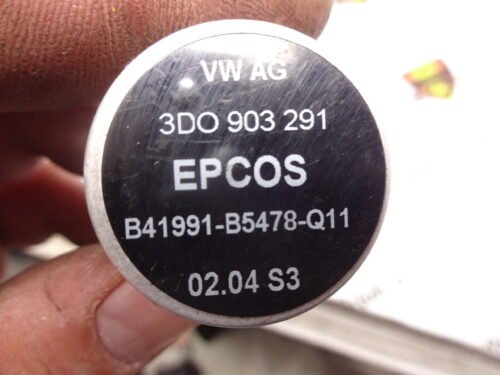 VW AG
3DO 903 291
EPCOS
B41991-B5478-Q11
02.04 S3